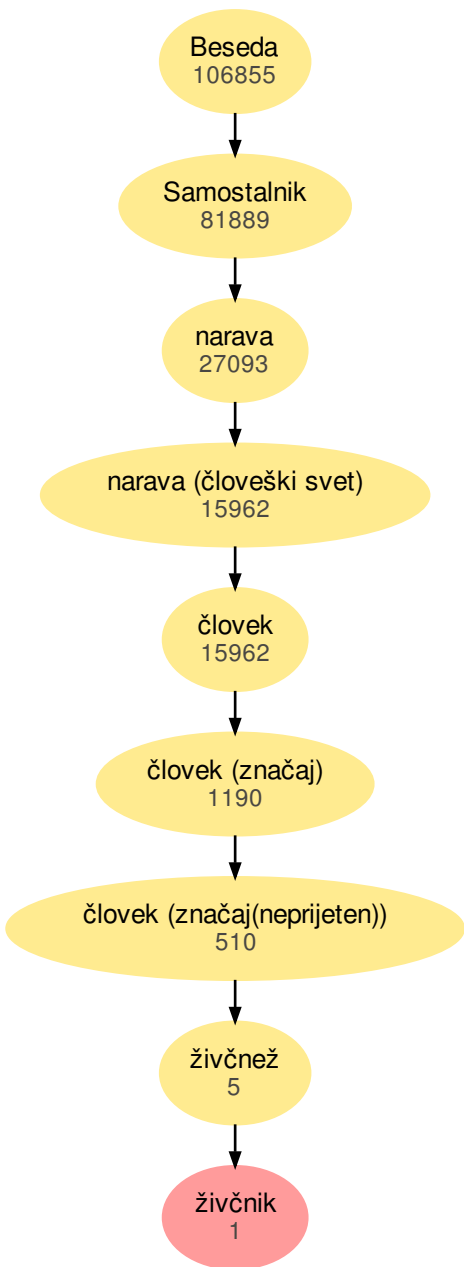 Beseda
106855
Samostalnik
81889
narava
27093
narava (človeški svet)
15962
človek
15962
človek (značaj)
1190
človek (značaj(neprijeten))
510
živčnež
5
živčnik
1